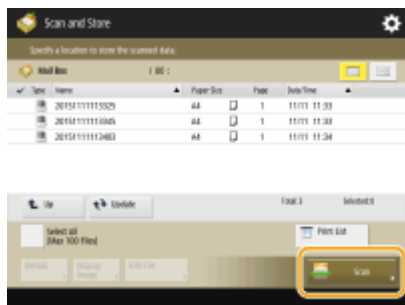 Scan and Store
Specify a location to store the scanned data.
Mail Box ( 00 :
Type Name Paper Size Page Date/Time
20151111113325 A4 1 11/11 11:33
20151111113345 A4 1 11/11 11:33
20151111113403 A4 1 11/11 11:34
Up Update Total:3 Selected:0
Select All
(Max 100 Files) Print List
Details Display
Image Edit File Scan